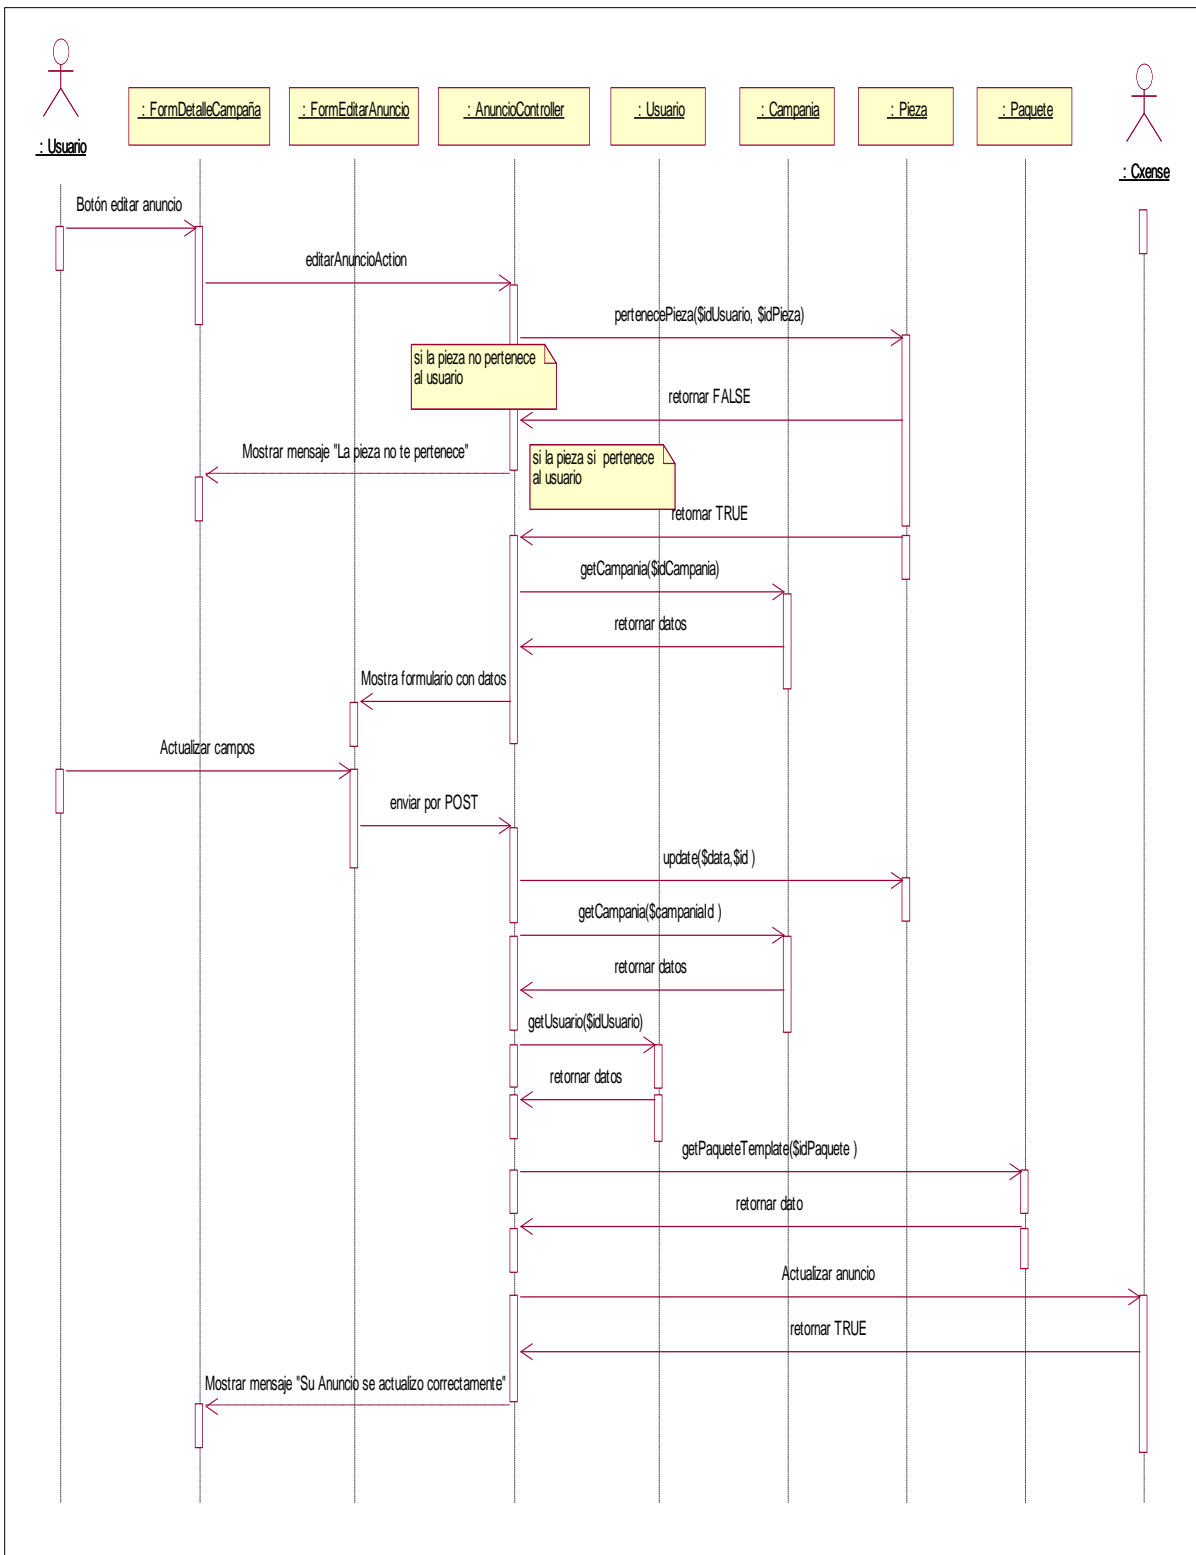 : Usuario
: FormDetalleCampaña
: FormEditarAnuncio
: AnuncioController
: Usuario
: Campania
: Pieza
: Paquete
: Cxense
Botón editar anuncio
editarAnuncioAction
pertenecePieza($idUsuario, $idPieza)
si la pieza no pertenece
al usuario
retornar FALSE
Mostrar mensaje "La pieza no te pertenece"
si la pieza si pertenece
al usuario
retornar TRUE
getCampania($idCampania)
retornar datos
Mostra formulario con datos
Actualizar campos
enviar por POST
update($data,$id )
getCampania($campaniaId )
retornar datos
getUsuario($idUsuario)
retornar datos
getPaqueteTemplate($idPaquete )
retornar dato
Actualizar anuncio
retornar TRUE
Mostrar mensaje "Su Anuncio se actualizo correctamente"